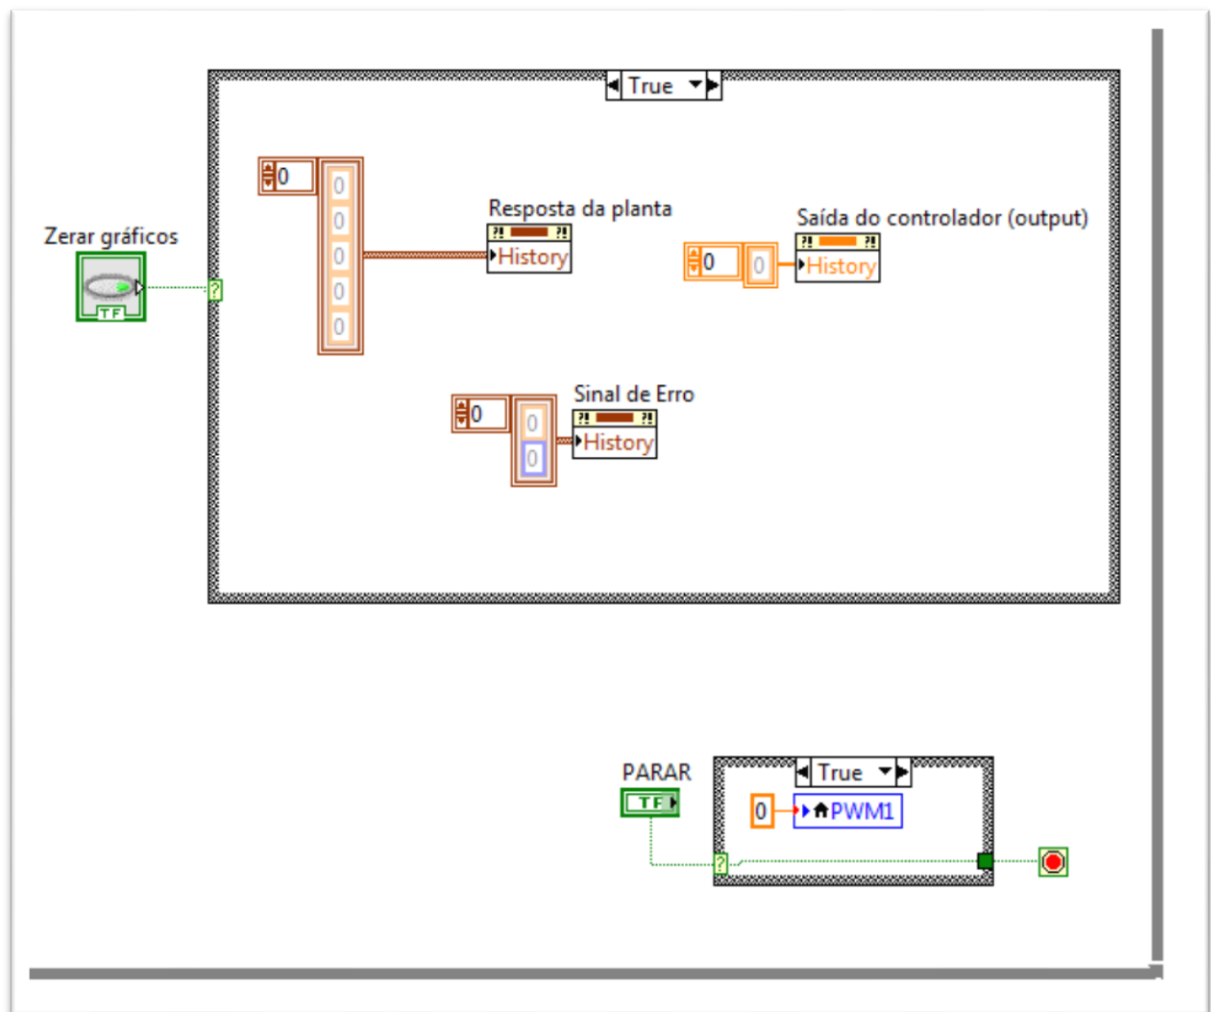 True
0
0
0
0
0
0
Resposta da planta
?! ?!
History
Saída do controlador (output)
?! ?!
0
0
History
Zerar gráficos
?
TF
Sinal de Erro
?! ?!
0
0
0
History
PARAR
TF
True
0
PWM1
?